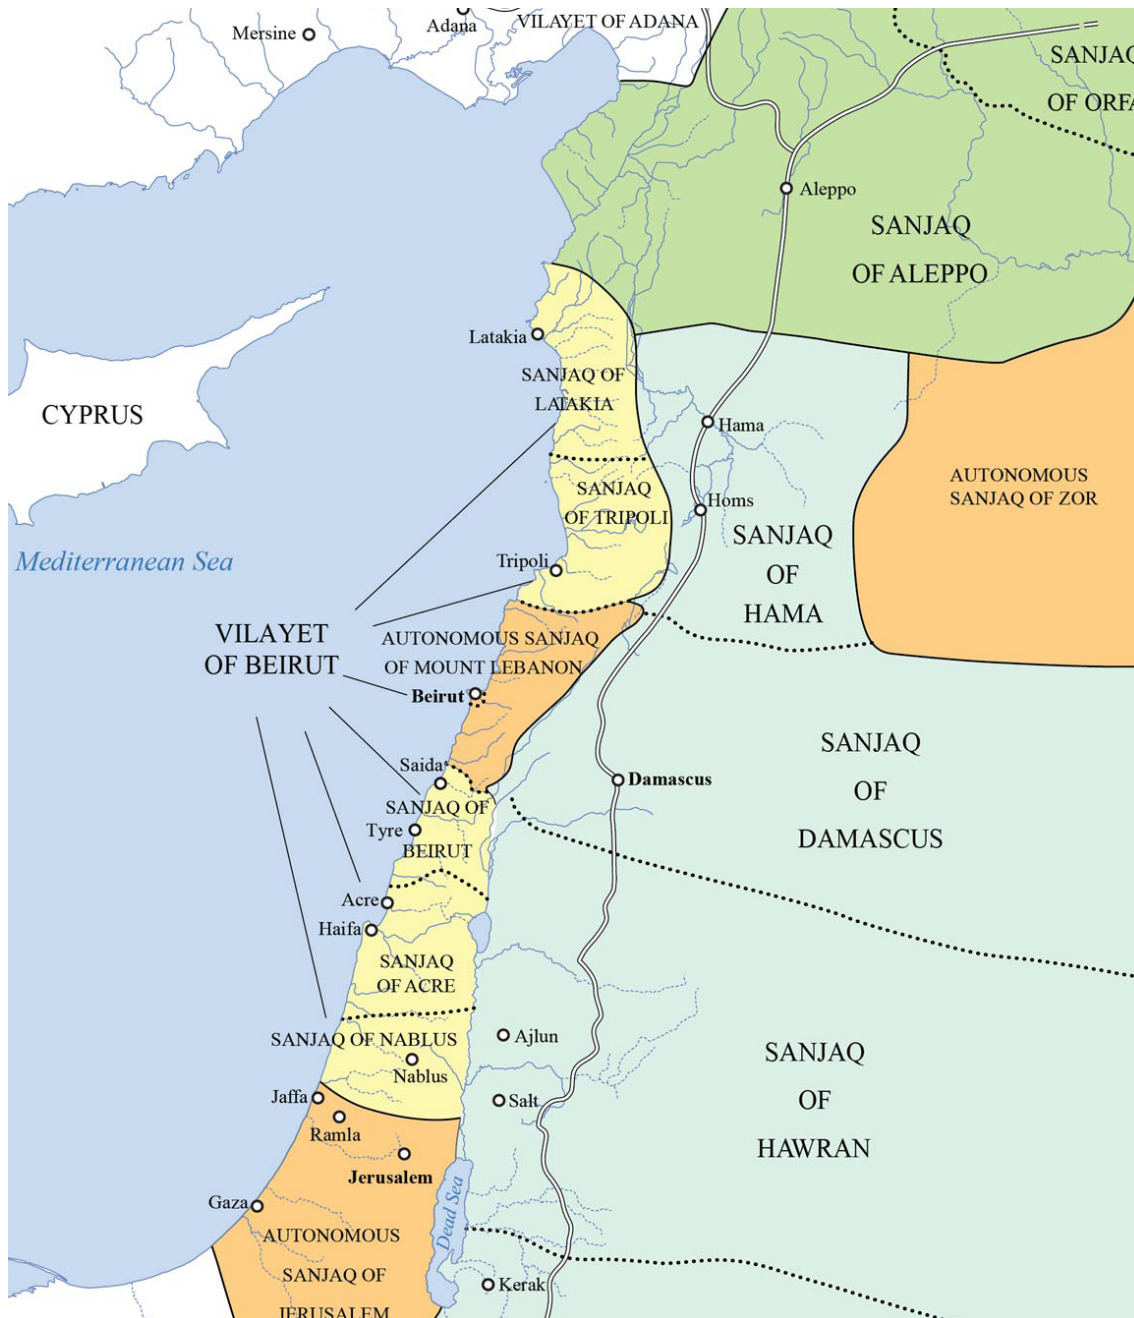 VILAYET OF ADANA
Adana
Mersine
SANJAQ
OF ORFA
Aleppo
SANJAQ
OF ALEPPO
Latakia
SANJAQ OF
LATAKIA
CYPRUS
Hama
AUTONOMOUS
SANJAQ OF ZOR
SANJAQ
OF TRIPOLI
Homs
SANJAQ
OF
HAMA
Mediterranean Sea
Tripoli
VILAYET
OF BEIRUT
AUTONOMOUS SANJAQ
OF MOUNT LEBANON
Beirut
SANJAQ
OF
DAMASCUS
Saida
Damascus
SANJAQ OF
BEIRUT
Tyre
Acre
Haifa
SANJAQ
OF ACRE
SANJAQ OF NABLUS
Nablus
Ajlun
SANJAQ
OF
HAWRAN
Jaffa
Salt
Ramla
Jerusalem
Gaza
Dead Sea
AUTONOMOUS
SANJAQ OF
JERUSALEM
Kerak